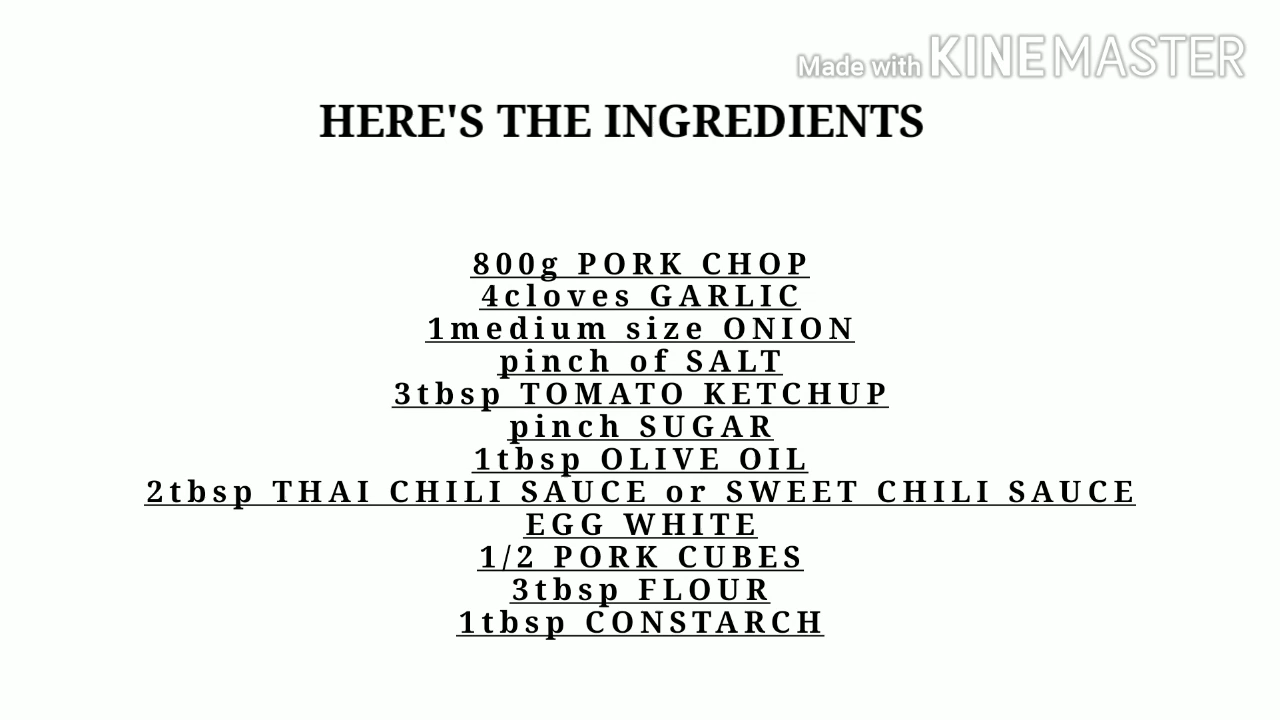 Made with KINEMASTER
HERE'S THE INGREDIENTS
800g PORK CHOP
4cloves GARLIC
1medium size ONION
pinch of SALT
3tbsp TOMATO KETCHUP
pinch SUGAR
1tbsp OLIVE OIL
2tbsp THAI CHILI SAUCE or SWEET CHILI SAUCE
EGG WHITE
1/2 PORK CUBES
3tbsp FLOUR
1tbsp CONSTARCH